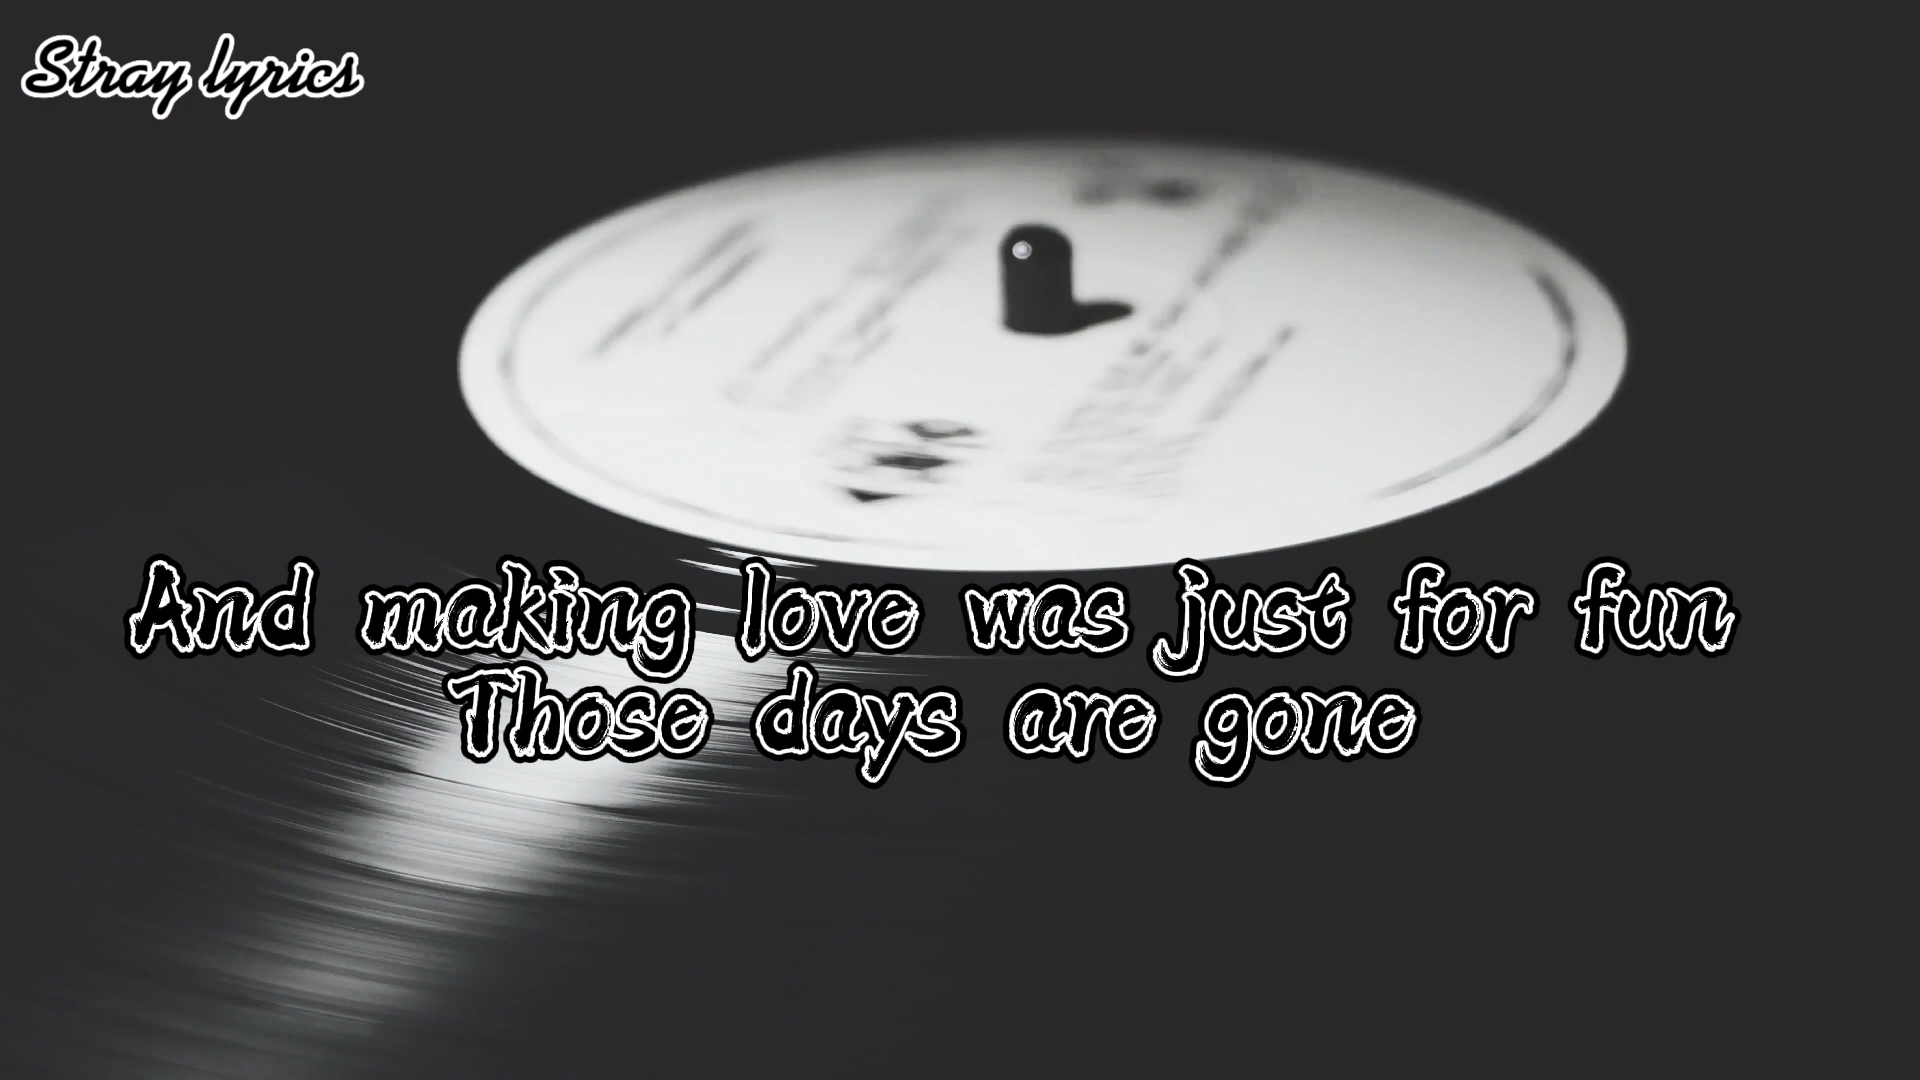 Stray lyrics
And making love was just for fun
Those days are gone